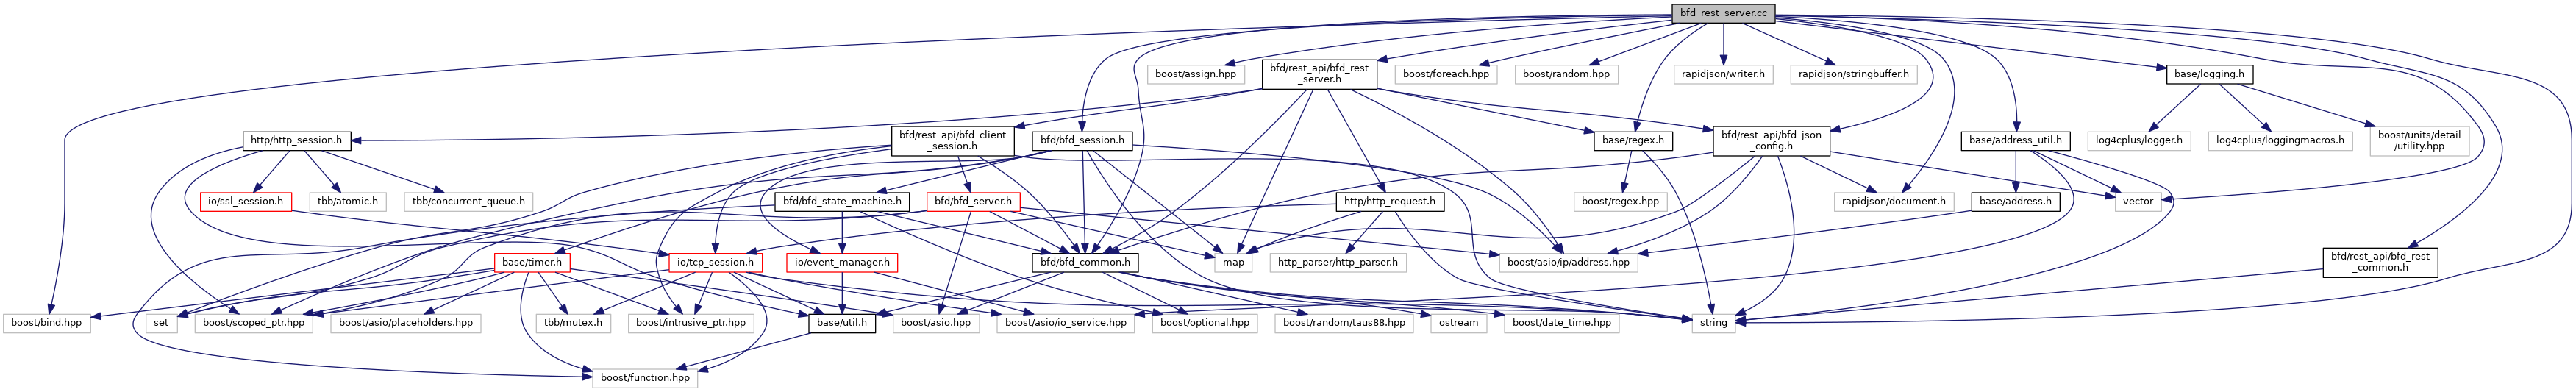 bfd_rest_server.cc
boost/assign.hpp
bfd/rest_api/bfd_rest
_server.h
boost/foreach.hpp
boost/random.hpp
rapidjson/writer.h
rapidjson/stringbuffer.h
base/logging.h
http/http_session.h
bfd/rest_api/bfd_client
_session.h
bfd/bfd_session.h
base/regex.h
bfd/rest_api/bfd_json
_config.h
base/address_util.h
log4cplus/logger.h
log4cplus/loggingmacros.h
boost/units/detail
/utility.hpp
io/ssl_session.h
tbb/atomic.h
tbb/concurrent_queue.h
bfd/bfd_state_machine.h
bfd/bfd_server.h
http/http_request.h
boost/regex.hpp
rapidjson/document.h
base/address.h
vector
base/timer.h
io/tcp_session.h
io/event_manager.h
bfd/bfd_common.h
map
http_parser/http_parser.h
boost/asio/ip/address.hpp
bfd/rest_api/bfd_rest
_common.h
boost/bind.hpp
set
boost/scoped_ptr.hpp
boost/asio/placeholders.hpp
tbb/mutex.h
boost/intrusive_ptr.hpp
base/util.h
boost/asio.hpp
boost/asio/io_service.hpp
boost/optional.hpp
boost/random/taus88.hpp
ostream
boost/date_time.hpp
string
boost/function.hpp